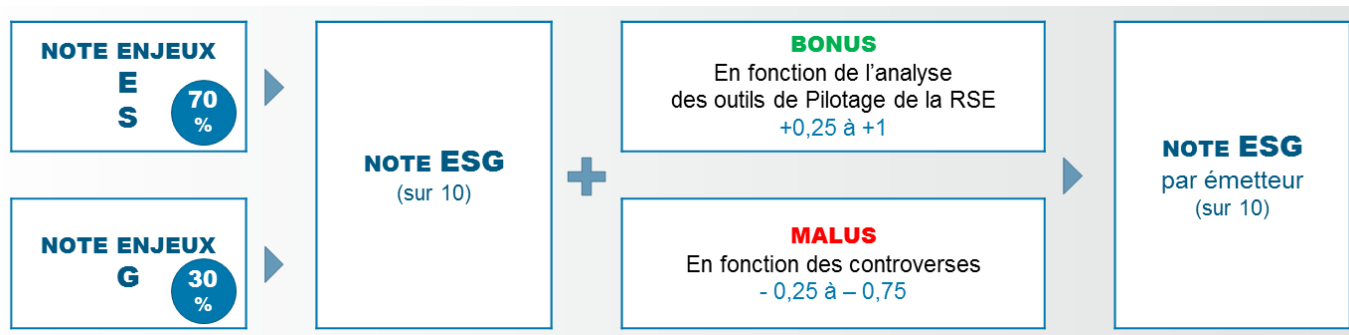 NOTE ENJEUX
E
S
70
%
NOTE ENJEUX
G
30
%
NOTE ESG
(sur 10)
BONUS
En fonction de l'analyse
des outils de Pilotage de la RSE
+0,25 à +1
MALUS
En fonction des controverses
- 0,25 à – 0,75
NOTE ESG
par émetteur
(sur 10)